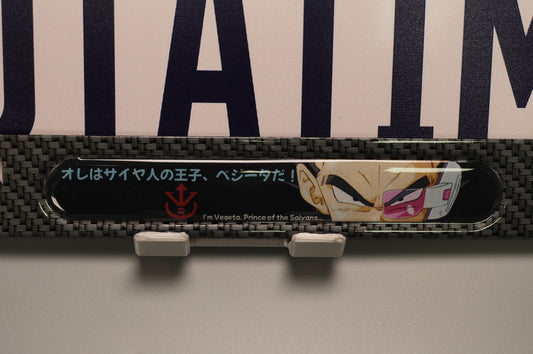 UTATIM
オレはサイヤ人の王子、ベジータだ！
I'm Vegeta, Prince of the Saiyans...